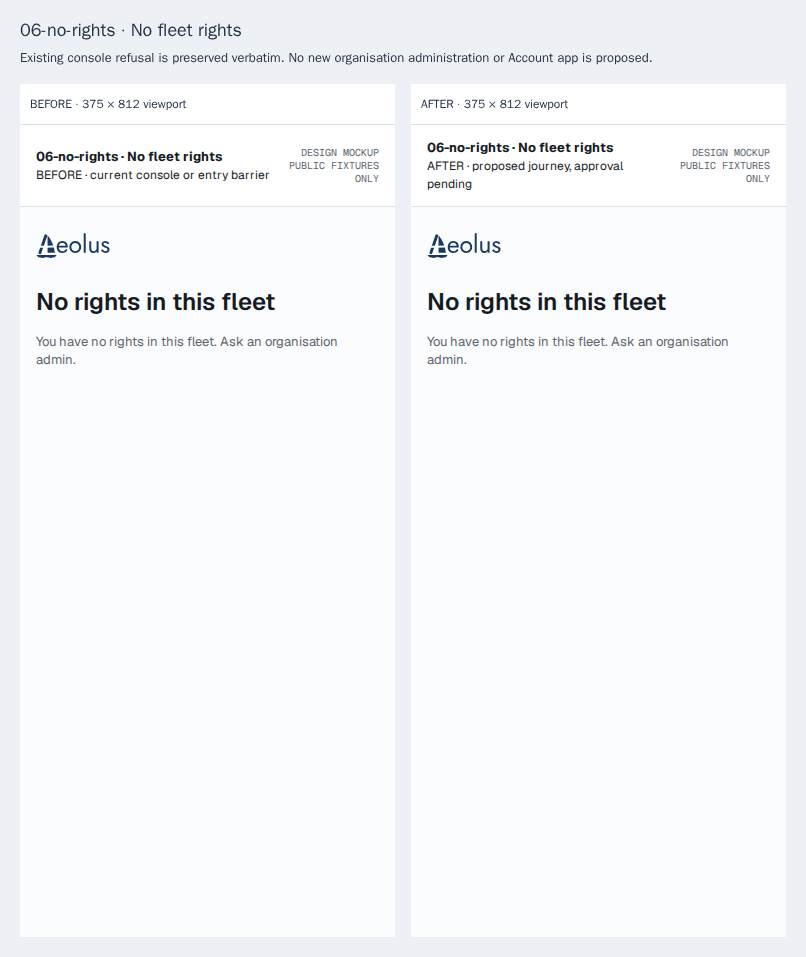 06-no-rights · No fleet rights
Existing console refusal is preserved verbatim. No new organisation administration or Account app is proposed.
BEFORE · 375 × 812 viewport
06-no-rights · No fleet rights
BEFORE · current console or entry barrier
DESIGN MOCKUP
PUBLIC FIXTURES
ONLY
Aeolus
No rights in this fleet
You have no rights in this fleet. Ask an organisation
admin.
AFTER · 375 × 812 viewport
06-no-rights · No fleet rights
AFTER · proposed journey, approval
pending
DESIGN MOCKUP
PUBLIC FIXTURES
ONLY
Aeolus
No rights in this fleet
You have no rights in this fleet. Ask an organisation
admin.